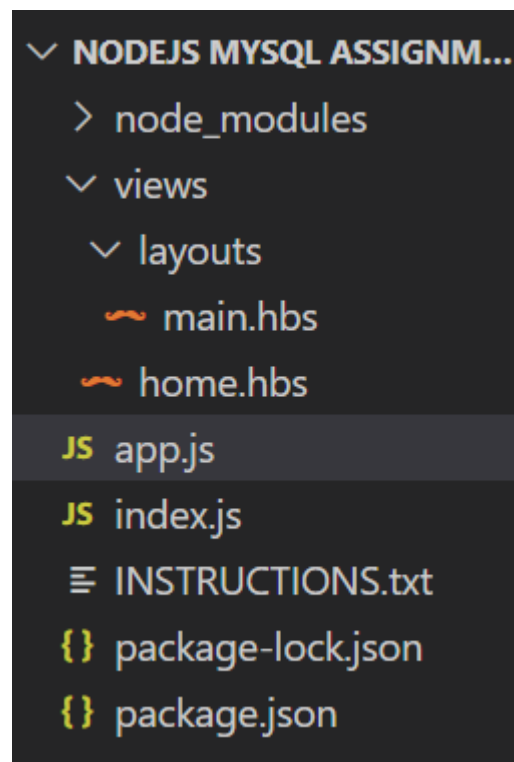 NODEJS MYSQL ASSIGNM...
node_modules
views
layouts
main.hbs
home.hbs
JS app.js
JS index.js
INSTRUCTIONS.txt
{} package-lock.json
{} package.json